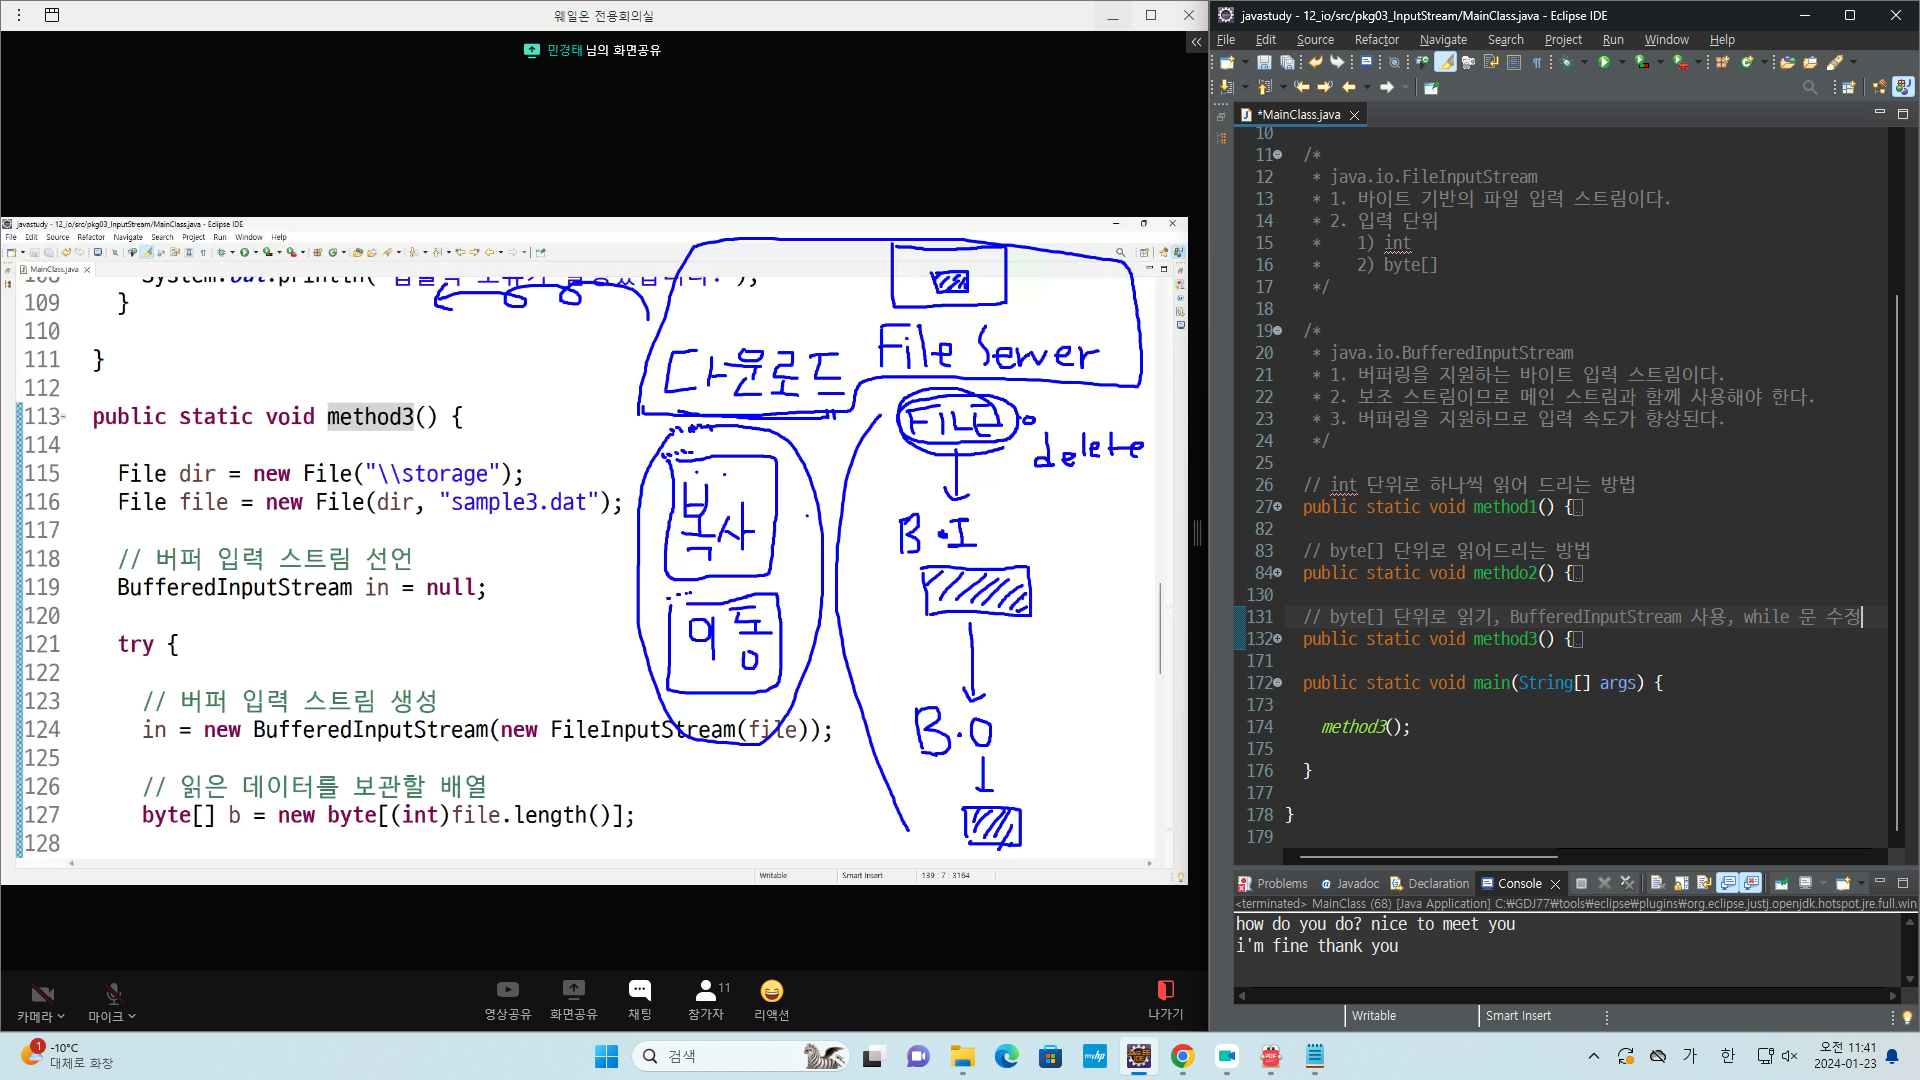 웨일온 전용회의실
민경태 님의 화면공유
javastudy - 12_io/src/pkg03_InputStream/MainClass.java - Eclipse IDE
File Edit Source Refactor Navigate Search Project Run Window Help
MainClass.java
109 }
110
111 }
112
113 public static void method3() {
114
115 File dir = new File("\\storage");
116 File file = new File(dir, "sample3.dat");
117
118 // 버퍼 입력 스트림 선언
119 BufferedInputStream in = null;
120
121 try {
122
123 // 버퍼 입력 스트림 생성
124 in = new BufferedInputStream(new FileInputStream(file));
125
126 // 읽은 데이터를 보관할 배열
127 byte[] b = new byte[(int)file.length()];
128
다운로드
File Server
FILE
delete
복사
B.I
이동
B.O
Writable
Smart Insert
139 : 7 : 3164
카메라
마이크
영상공유
화면공유
채팅
11
참가자
리액션
나가기
javastudy - 12_io/src/pkg03_InputStream/MainClass.java - Eclipse IDE
File Edit Source Refactor Navigate Search Project Run Window Help
*MainClass.java
10
11 /*
12 * java.io.FileInputStream
13 * 1. 바이트 기반의 파일 입력 스트림이다.
14 * 2. 입력 단위
15 * 1) int
16 * 2) byte[]
17 */
18
19 /*
20 * java.io.BufferedInputStream
21 * 1. 버퍼링을 지원하는 바이트 입력 스트림이다.
22 * 2. 보조 스트림이므로 메인 스트림과 함께 사용해야 한다.
23 * 3. 버퍼링을 지원하므로 입력 속도가 향상된다.
24 */
25
26 // int 단위로 하나씩 읽어 드리는 방법
27 public static void method1() {
82
83 // byte[] 단위로 읽어드리는 방법
84 public static void methdo2() {
130
131 // byte[] 단위로 읽기, BufferedInputStream 사용, while 문 수정
132 public static void method3() {
171
172 public static void main(String[] args) {
173
174 method3();
175
176 }
177
178 }
179
Problems @ Javadoc Declaration Console
<terminated> MainClass (68) [Java Application] C:₩GDJ77₩tools₩eclipse₩plugins₩org.eclipse.justj.openjdk.hotspot.jre.full.win
how do you do? nice to meet you
i'm fine thank you
Writable
Smart Insert
1
-10°C
대체로 화창
검색
가
한
오전 11:41
2024-01-23